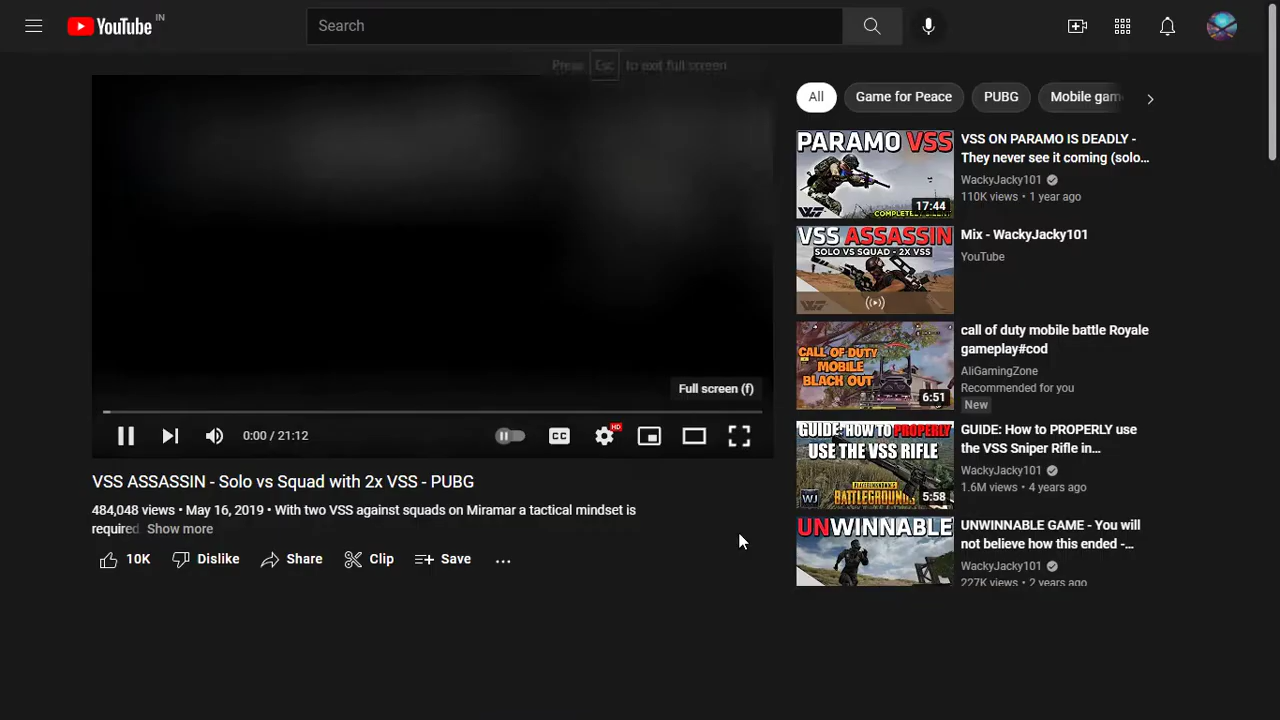 YouTube IN
Search
Press Esc to exit full screen
All
Game for Peace
PUBG
Mobile gam
Full screen (f)
HD
CC
0:00 / 21:12
VSS ASSASSIN - Solo vs Squad with 2x VSS - PUBG
484,048 views • May 16, 2019 • With two VSS against squads on Miramar a tactical mindset is
required Show more
10K
Dislike
Share
Clip
Save
PARAMO VSS
COMPLETELY SILENT
17:44
VSS ON PARAMO IS DEADLY -
They never see it coming (solo...
WackyJacky101
110K views • 1 year ago
VSS ASSASSIN
SOLO VS SQUAD - 2X VSS
Mix - WackyJacky101
YouTube
CALL OF DUTY
MOBILE
BLACK OUT
6:51
call of duty mobile battle Royale
gameplay#cod
AliGamingZone
Recommended for you
New
GUIDE: HOW TO PROPERLY
USE THE VSS RIFLE
WJ
BATTLEGROUNDS
5:58
GUIDE: How to PROPERLY use
the VSS Sniper Rifle in...
WackyJacky101
1.6M views • 4 years ago
UNWINNABLE
UNWINNABLE GAME - You will
not believe how this ended -...
WackyJacky101
227K views • 2 years ago